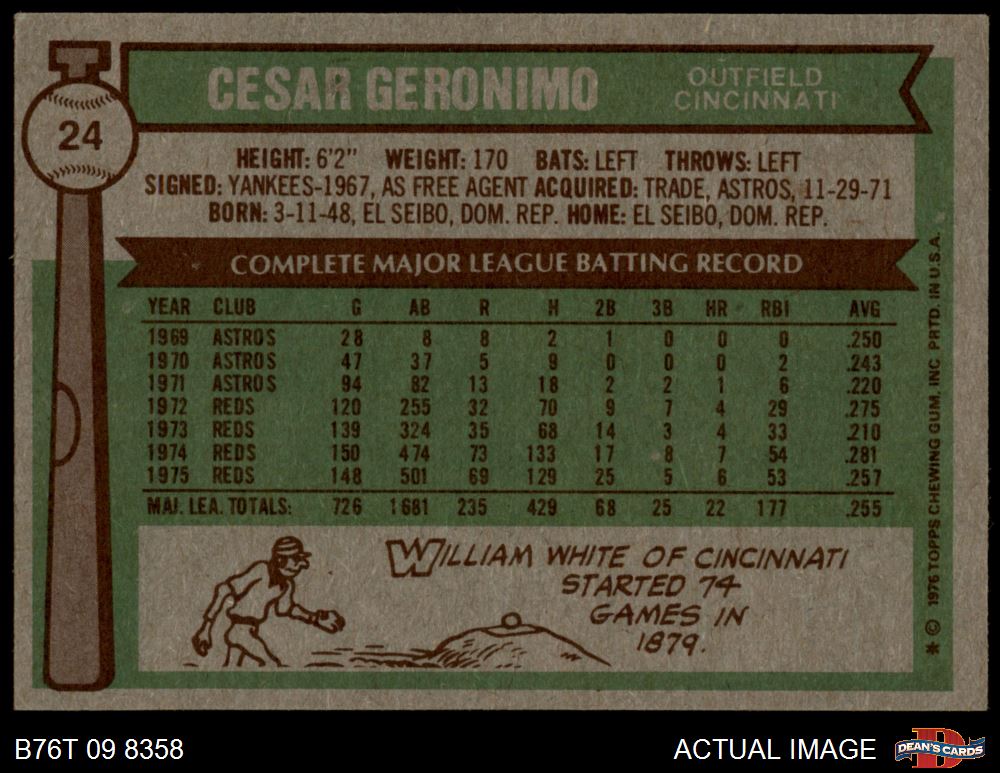 24
CESAR GERONIMO
OUTFIELD
CINCINNATI
HEIGHT: 6'2" WEIGHT: 170 BATS: LEFT THROWS: LEFT
SIGNED: YANKEES-1967, AS FREE AGENT ACQUIRED: TRADE, ASTROS, 11-29-71
BORN: 3-11-48, EL SEIBO, DOM. REP. HOME: EL SEIBO, DOM. REP.
COMPLETE MAJOR LEAGUE BATTING RECORD
YEAR CLUB G AB R H 2B 3B HR RBI AVG
1969 ASTROS 28 8 8 2 1 0 0 0 .250
1970 ASTROS 47 37 5 9 0 0 0 2 .243
1971 ASTROS 94 82 13 18 2 2 1 6 .220
1972 REDS 120 255 32 70 9 7 4 29 .275
1973 REDS 139 324 35 68 14 3 4 33 .210
1974 REDS 150 474 73 133 17 8 7 54 .281
1975 REDS 148 501 69 129 25 5 6 53 .257
MAJ. LEA. TOTALS: 726 1681 235 429 68 25 22 177 .255
WILLIAM WHITE OF CINCINNATI
STARTED 74
GAMES IN
1879.
* © 1976 TOPPS CHEWING GUM, INC. PRTD. IN U.S.A.
B76T 09 8358
ACTUAL IMAGE
D
DEAN'S CARDS